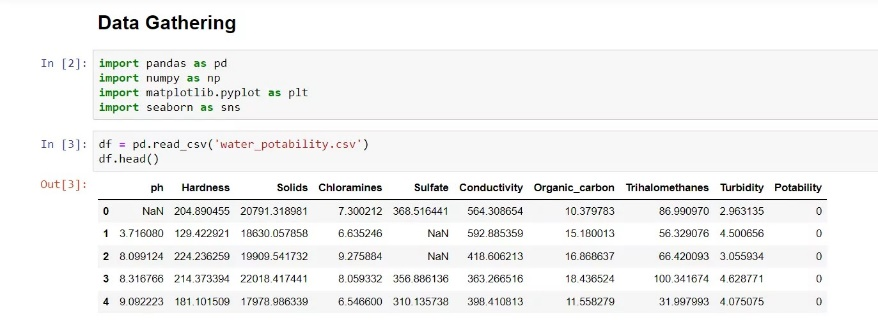 Data Gathering
In [2]: import pandas as pd
import numpy as np
import matplotlib.pyplot as plt
import seaborn as sns
In [3]: df = pd.read_csv('water_potability.csv')
df.head()
Out[3]:
ph Hardness Solids Chloramines Sulfate Conductivity Organic_carbon Trihalomethanes Turbidity Potability
0 NaN 204.890455 20791.318981 7.300212 368.516441 564.308654 10.379783 86.990970 2.963135 0
1 3.716080 129.422921 18630.057858 6.635246 NaN 592.885359 15.180013 56.329076 4.500656 0
2 8.099124 224.236259 19909.541732 9.275884 NaN 418.606213 16.868637 66.420093 3.055934 0
3 8.316766 214.373394 22018.417441 8.059332 356.886136 363.266516 18.436524 100.341674 4.628771 0
4 9.092223 181.101509 17978.986339 6.546600 310.135738 398.410813 11.558279 31.997993 4.075075 0